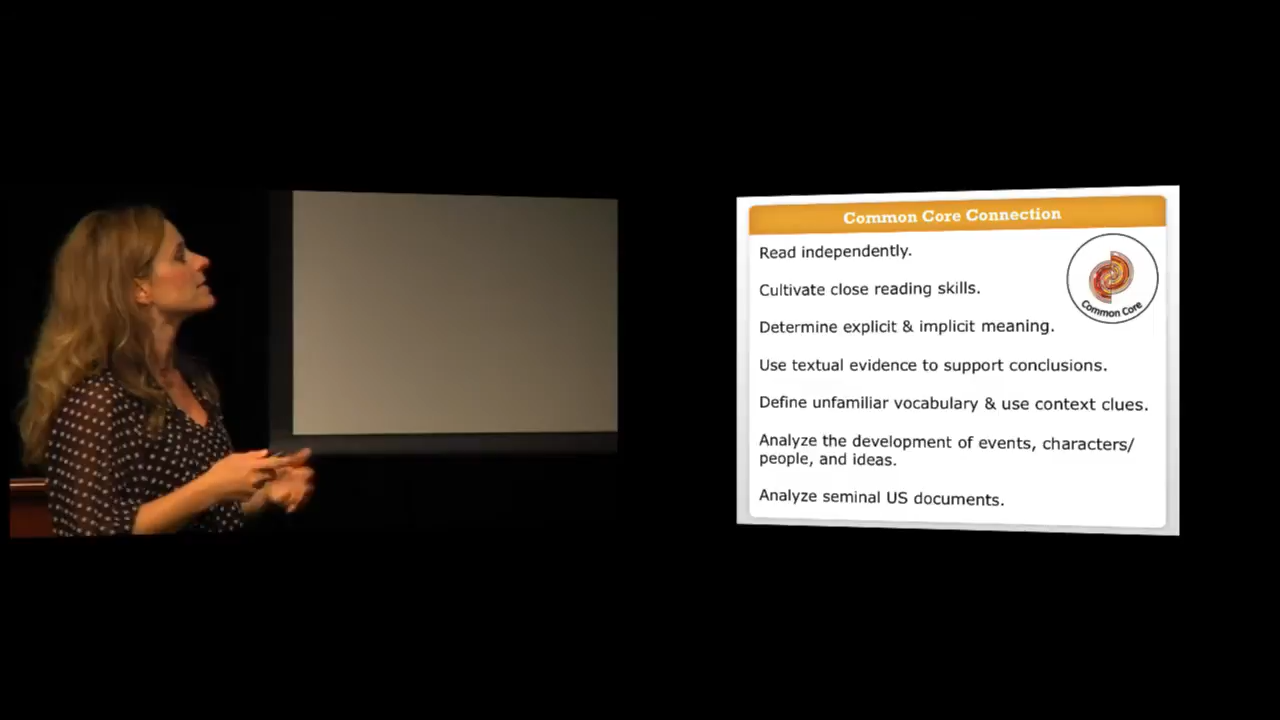 Common Core Connection
Read independently.
Cultivate close reading skills.
Determine explicit & implicit meaning.
Common Core
Use textual evidence to support conclusions.
Define unfamiliar vocabulary & use context clues.
Analyze the development of events, characters/
people, and ideas.
Analyze seminal US documents.